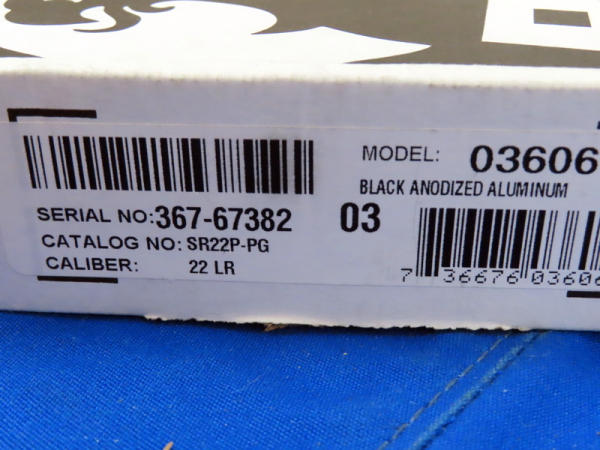 MODEL: 03606
BLACK ANODIZED ALUMINUM
SERIAL NO:367-67382 03
CATALOG NO: SR22P-PG
CALIBER: 22 LR
7 36676 03606